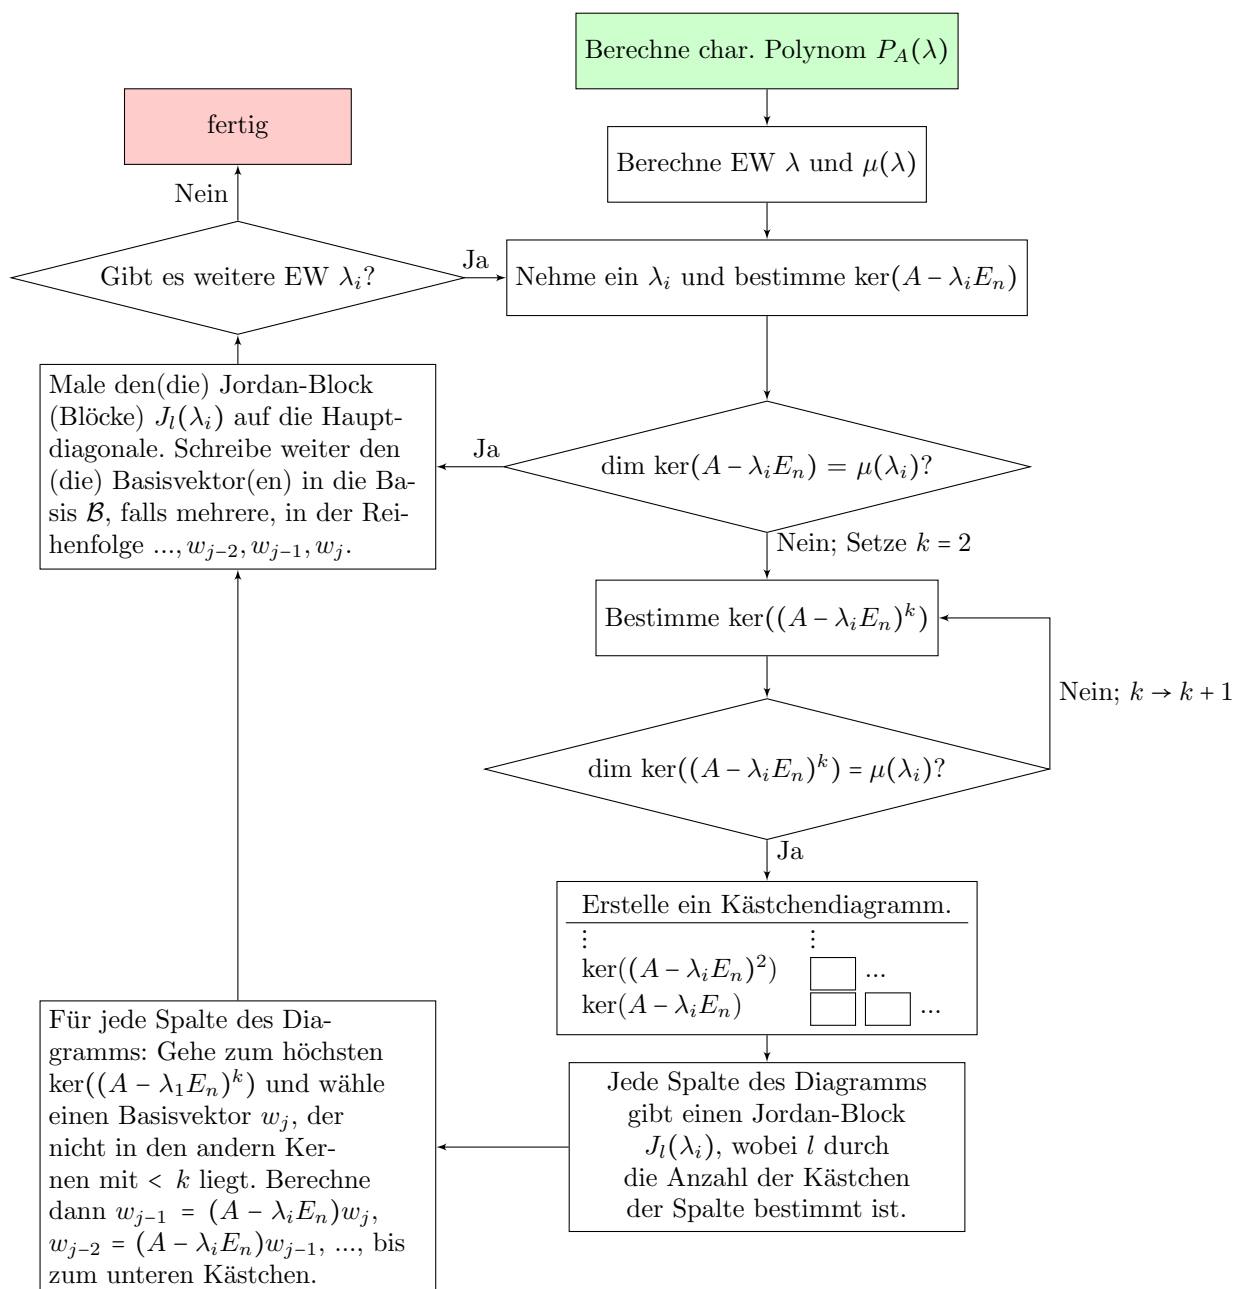 Berechne char. Polynom $P_A(\lambda)$
fertig
Berechne EW $\lambda$ und $\mu(\lambda)$
Nein
Gibt es weitere EW $\lambda_i$?
Ja
Nehme ein $\lambda_i$ und bestimme $\ker(A - \lambda_i E_n)$
Male den(die) Jordan-Block
(Blöcke) $J_l(\lambda_i)$ auf die Haupt-
diagonale. Schreibe weiter den
(die) Basisvektor(en) in die Ba-
sis $\mathcal{B}$, falls mehrere, in der Rei-
henfolge $..., w_{j-2}, w_{j-1}, w_j$.
Ja
dim $\ker(A - \lambda_i E_n) = \mu(\lambda_i)$?
Nein; Setze $k = 2$
Bestimme $\ker((A - \lambda_i E_n)^k)$
Nein; $k \to k + 1$
dim $\ker((A - \lambda_i E_n)^k) = \mu(\lambda_i)$?
Ja
Erstelle ein Kästchendiagramm.
⋮ ⋮
$\ker((A - \lambda_i E_n)^2)$ ...
$\ker(A - \lambda_i E_n)$ ...
Jede Spalte des Diagramms
gibt einen Jordan-Block
$J_l(\lambda_i)$, wobei $l$ durch
die Anzahl der Kästchen
der Spalte bestimmt ist.
Für jede Spalte des Dia-
gramms: Gehe zum höchsten
$\ker((A - \lambda_1 E_n)^k)$ und wähle
einen Basisvektor $w_j$, der
nicht in den andern Ker-
nen mit $< k$ liegt. Berechne
dann $w_{j-1} = (A - \lambda_i E_n)w_j$,
$w_{j-2} = (A - \lambda_i E_n)w_{j-1}$, ..., bis
zum unteren Kästchen.